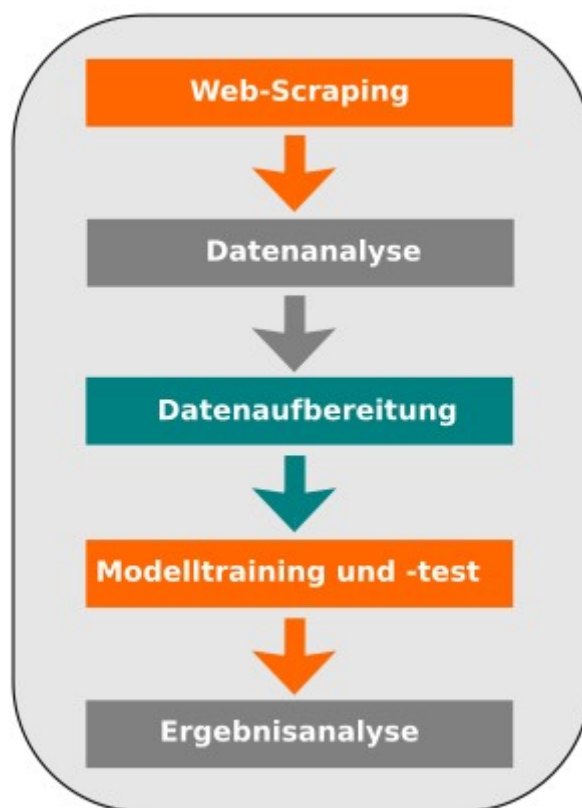 Web-Scraping
Datenanalyse
Datenaufbereitung
Modelltraining und -test
Ergebnisanalyse